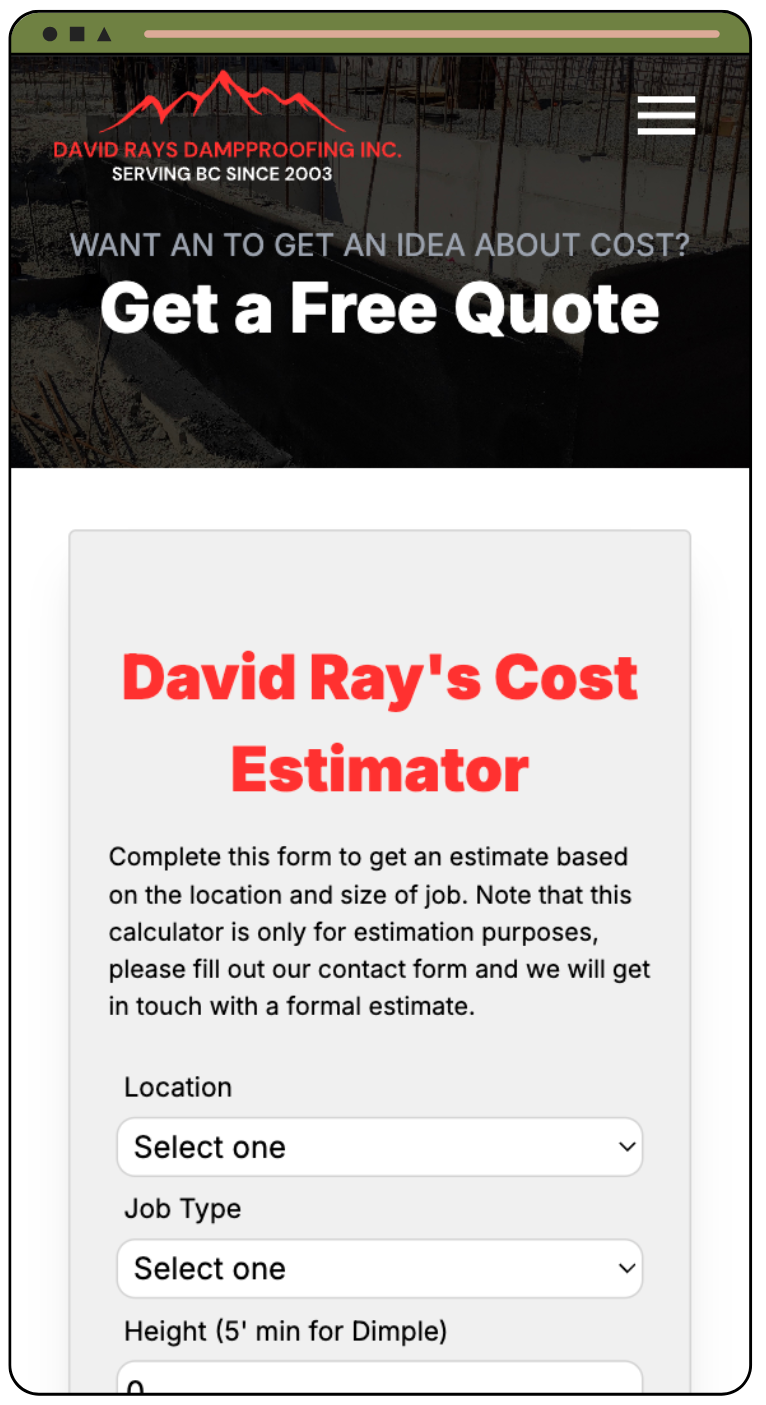 DAVID RAYS DAMPPROOFING INC.
SERVING BC SINCE 2003
WANT AN TO GET AN IDEA ABOUT COST?
Get a Free Quote
David Ray's Cost
Estimator
Complete this form to get an estimate based
on the location and size of job. Note that this
calculator is only for estimation purposes,
please fill out our contact form and we will get
in touch with a formal estimate.
Location
Select one
Job Type
Select one
Height (5' min for Dimple)
0